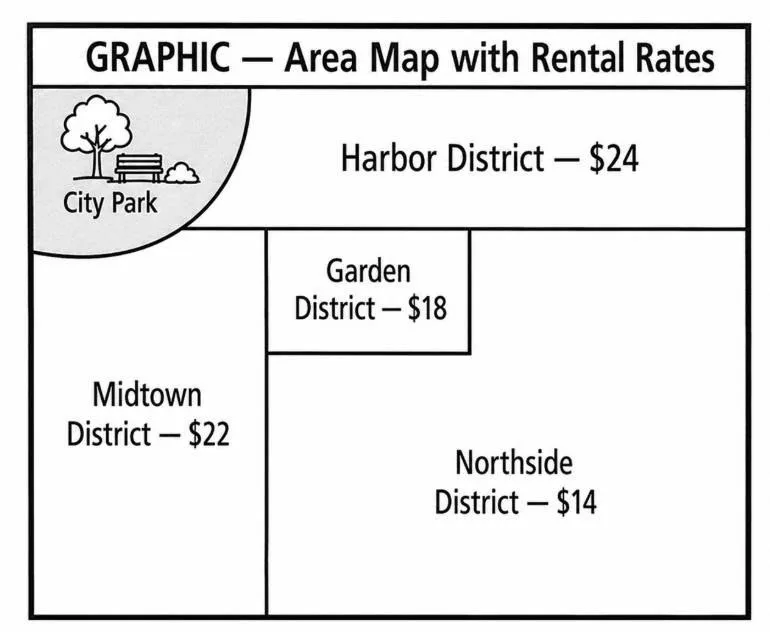 GRAPHIC — Area Map with Rental Rates
City Park
Harbor District — $24
Garden
District — $18
Midtown
District — $22
Northside
District — $14